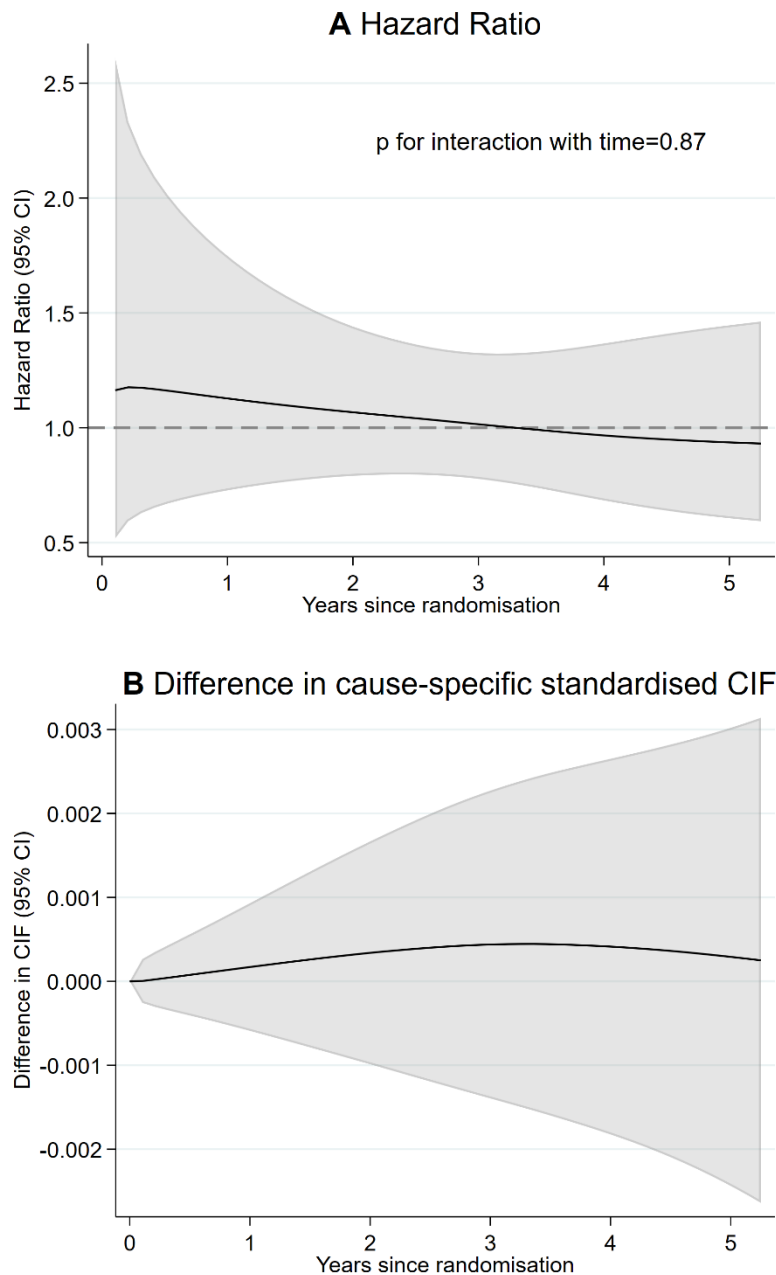 A Hazard Ratio
Hazard Ratio (95% CI)
2.5
2.0
1.5
1.0
0.5
p for interaction with time=0.87
0 1 2 3 4 5
Years since randomisation
B Difference in cause-specific standardised CIF
Difference in CIF (95% CI)
0.003
0.002
0.001
0.000
-0.001
-0.002
0 1 2 3 4 5
Years since randomisation